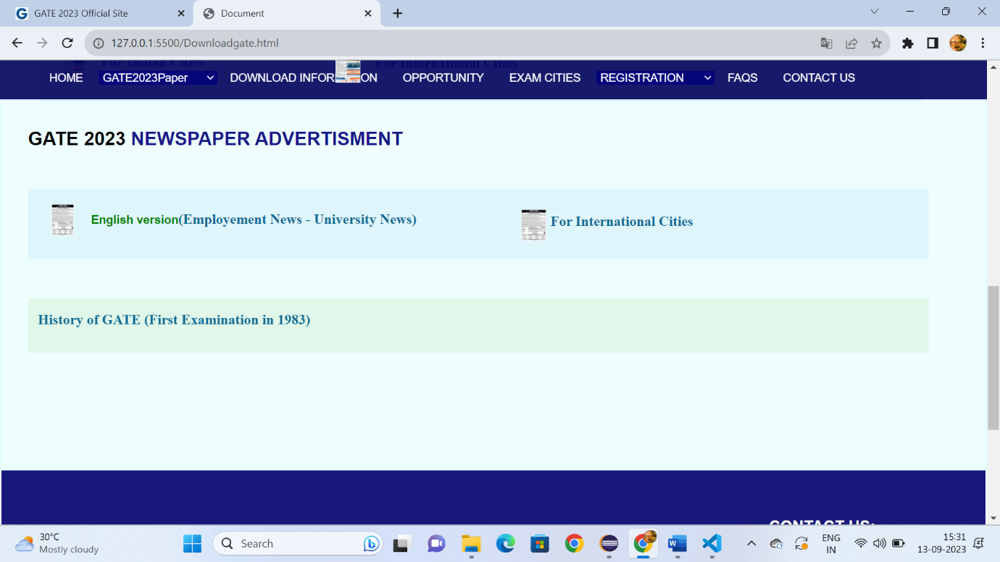 GATE 2023 Official Site
Document
127.0.0.1:5500/Downloadgate.html
For Indian Cities
For International Cities
HOME GATE2023Paper DOWNLOAD INFOR ON OPPORTUNITY EXAM CITIES REGISTRATION FAQS CONTACT US
GATE 2023 NEWSPAPER ADVERTISMENT
English version(Employement News - University News)
For International Cities
History of GATE (First Examination in 1983)
CONTACT US:
30°C
Mostly cloudy
Search
ENG
IN
15:31
13-09-2023